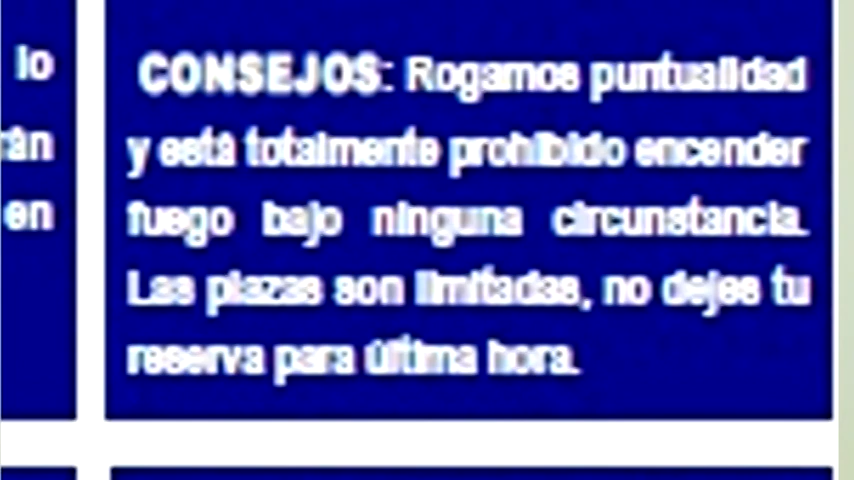 lo
rán
en
CONSEJOS: Rogamos puntualidad
y está totalmente prohibido encender
fuego bajo ninguna circunstancia.
Las plazas son limitadas, no dejes tu
reserva para última hora.